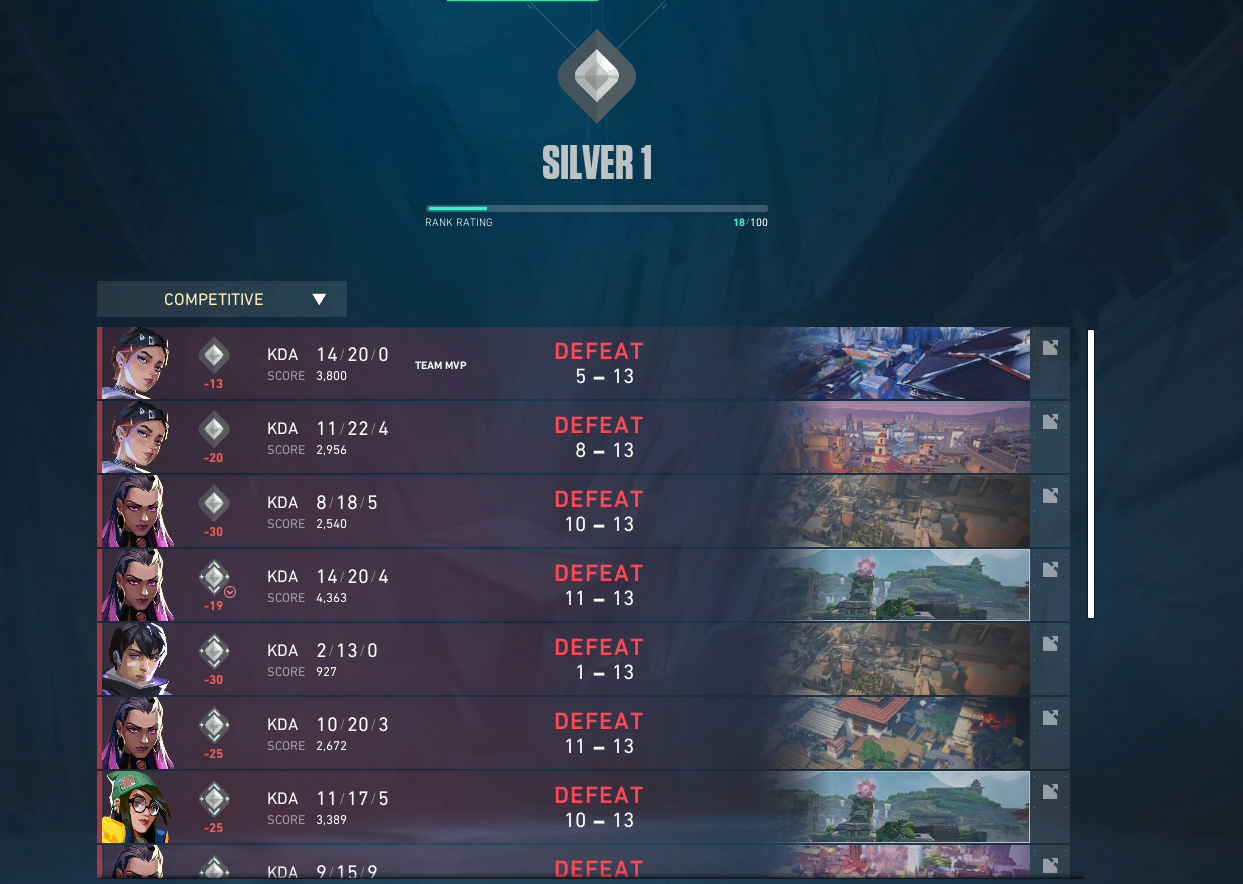 SILVER 1
RANK RATING 18/100
COMPETITIVE
KDA 14/20/0
SCORE 3,800
-13
TEAM MVP
DEFEAT
5 – 13
KDA 11/22/4
SCORE 2,956
-20
DEFEAT
8 – 13
KDA 8/18/5
SCORE 2,540
-30
DEFEAT
10 – 13
KDA 14/20/4
SCORE 4,363
-19
DEFEAT
11 – 13
KDA 2/13/0
SCORE 927
-30
DEFEAT
1 – 13
KDA 10/20/3
SCORE 2,672
-25
DEFEAT
11 – 13
KDA 11/17/5
SCORE 3,389
-25
DEFEAT
10 – 13
KDA 9/15/9
DEFEAT